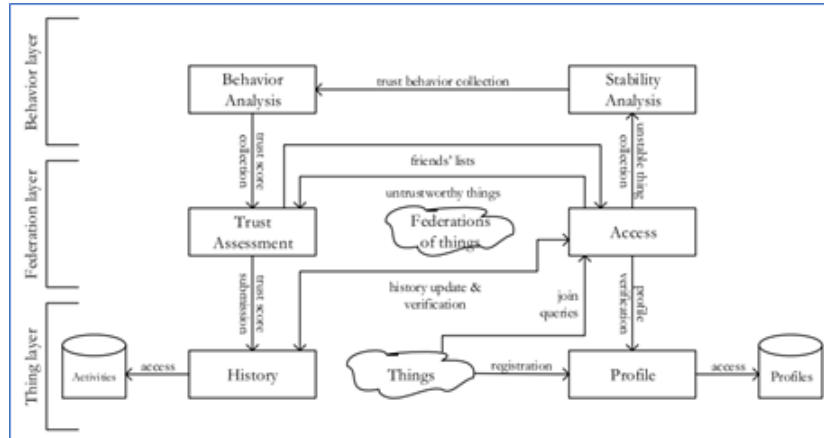 Behavior layer
Behavior
Analysis
trust behavior collection
Stability
Analysis
trust score
collection
unstable thing
collection
friends' lists
Federation layer
untrustworthy things
Trust
Assessment
Federations
of things
Access
trust score
submission
history update &
verification
join
queries
profile
verification
Thing layer
Activities
access
History
Things
registration
Profile
access
Profiles